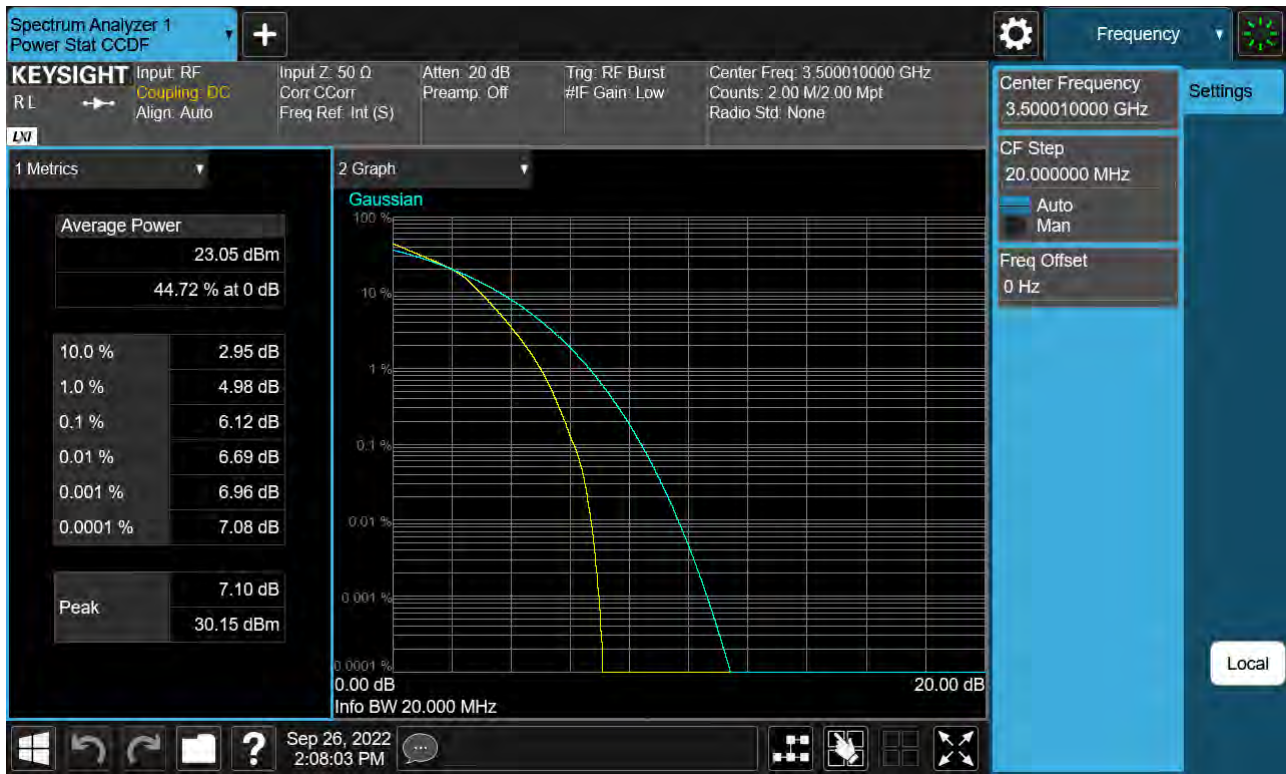 Spectrum Analyzer 1
Power Stat CCDF
Frequency
KEYSIGHT
R L
LXI
Input: RF
Coupling: DC
Align: Auto
Input Z: 50 Ω
Corr CCorr
Freq Ref: Int (S)
Atten: 20 dB
Preamp: Off
Trig: RF Burst
#IF Gain: Low
Center Freq: 3.500010000 GHz
Counts: 2.00 M/2.00 Mpt
Radio Std: None
Center Frequency
3.500010000 GHz
Settings
CF Step
20.000000 MHz
Auto
Man
Freq Offset
0 Hz
Local
1 Metrics
Average Power
23.05 dBm
44.72 % at 0 dB
10.0 % 2.95 dB
1.0 % 4.98 dB
0.1 % 6.12 dB
0.01 % 6.69 dB
0.001 % 6.96 dB
0.0001 % 7.08 dB
Peak
7.10 dB
30.15 dBm
2 Graph
Gaussian
100 %
10 %
1 %
0.1 %
0.01 %
0.001 %
0.0001 %
0.00 dB 20.00 dB
Info BW 20.000 MHz
?
Sep 26, 2022
2:08:03 PM